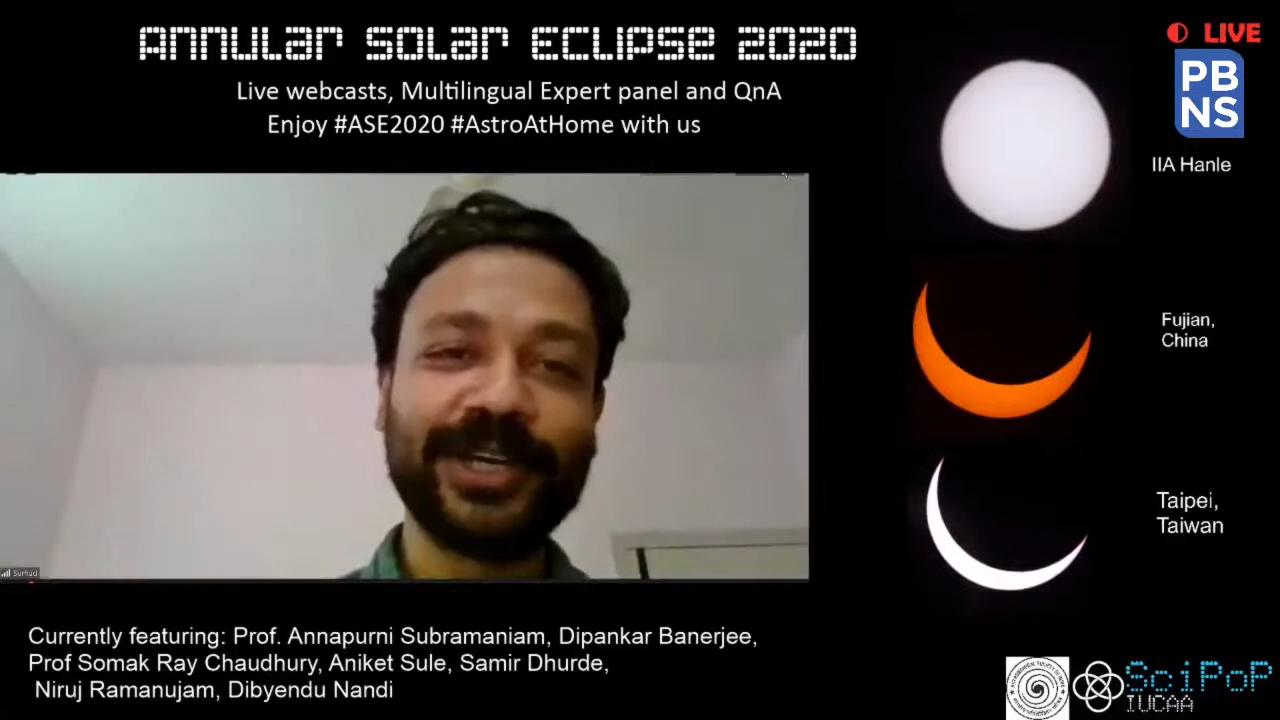 ANNULAR SOLAR ECLIPSE 2020
Live webcasts, Multilingual Expert panel and QnA
Enjoy #ASE2020 #AstroAtHome with us
LIVE
PB
NS
IIA Hanle
Fujian,
China
Taipei,
Taiwan
Surhud
Currently featuring: Prof. Annapurni Subramaniam, Dipankar Banerjee,
Prof Somak Ray Chaudhury, Aniket Sule, Samir Dhurde,
Niruj Ramanujam, Dibyendu Nandi
SciPoP
IUCAA